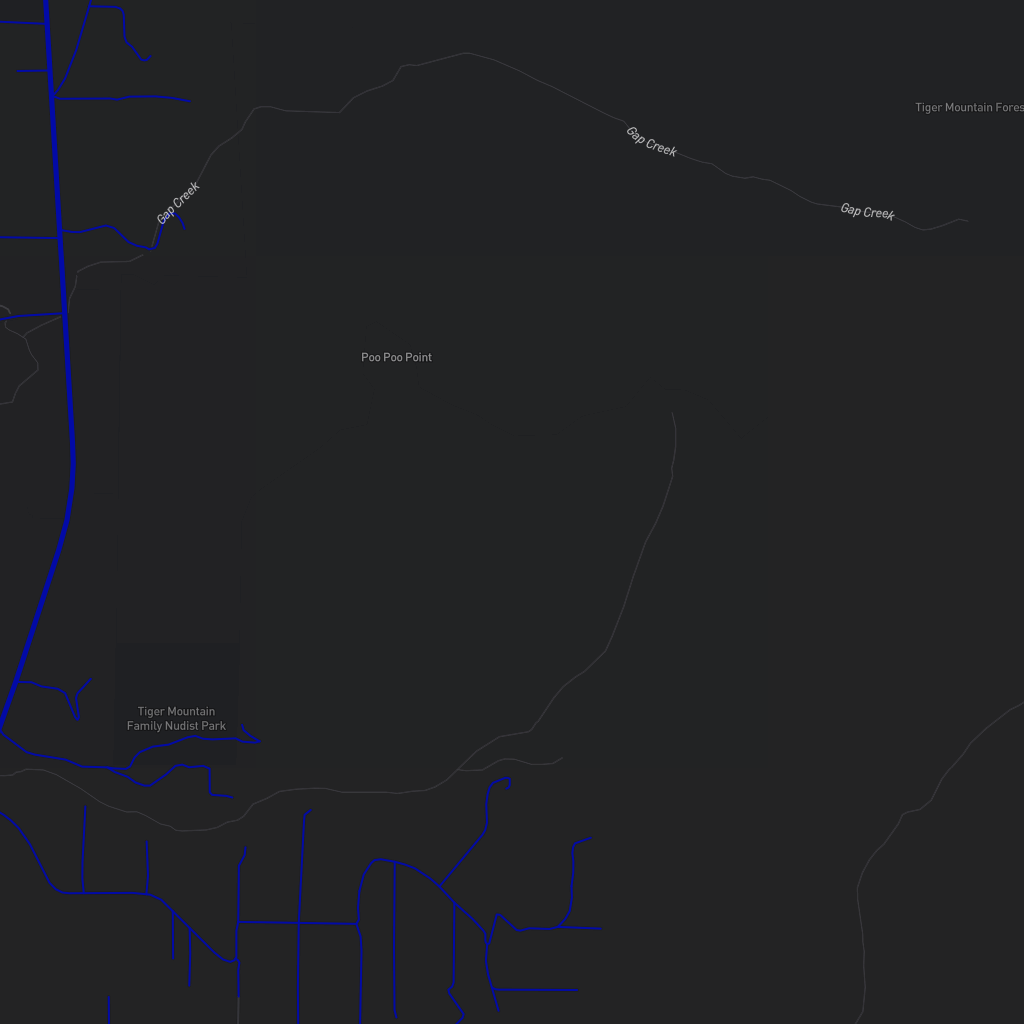 Tiger Mountain Fores
Gap Creek
Gap Creek
Gap Creek
Poo Poo Point
Tiger Mountain
Family Nudist Park